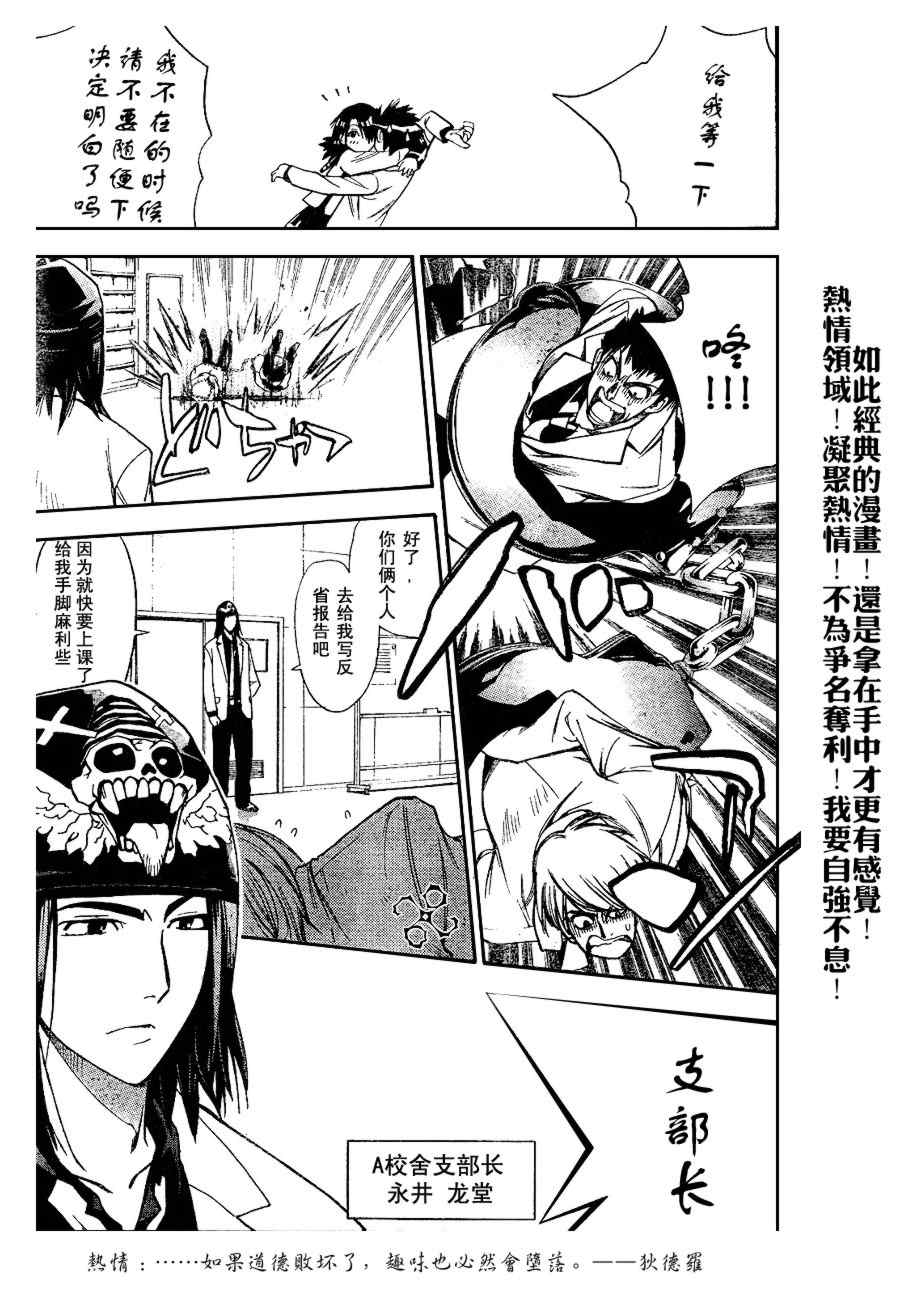 给我等一下
我不在的时候
请不要随便下
决定明白了吗
咚!!!
どちゃっ
好了，
你们俩个人
去给我写反
省报告吧
因为就快要上课了
给我手脚麻利些
支部长
A校舍支部长
永井 龙堂
如此經典的漫畫！還是拿在手中才更有感覺！
熱情領域！凝聚熱情！不為爭名奪利！我要自強不息！
熱情：……如果道德敗坏了，趣味也必然會墮落。——狄德羅